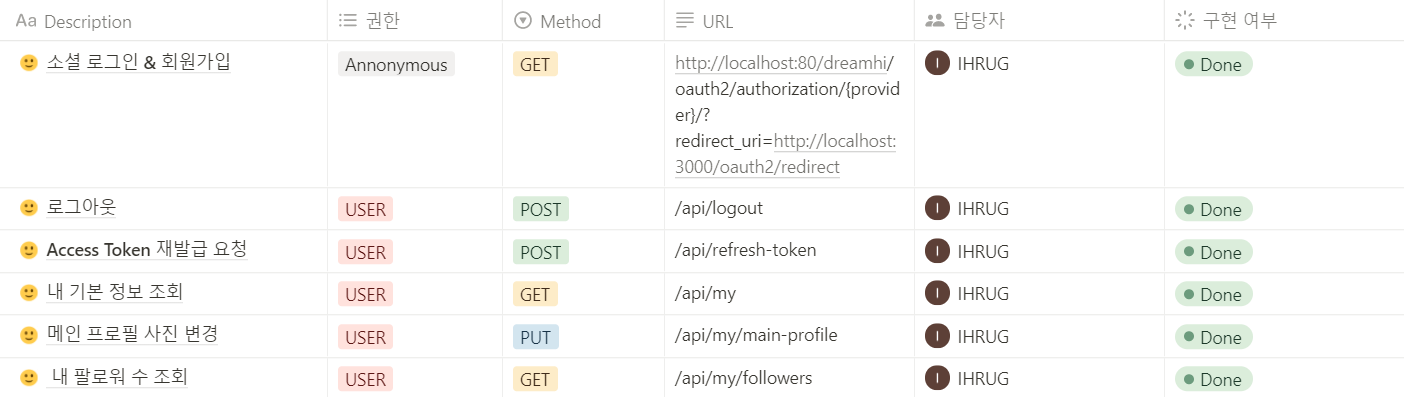 Aa Description 권한 Method URL 담당자 구현 여부
소셜 로그인 & 회원가입 Annonymous GET http://localhost:80/dreamhi/ IHRUG Done
oauth2/authorization/{provid
er}/?
redirect_uri=http://localhost:
3000/oauth2/redirect
로그아웃 USER POST /api/logout I IHRUG Done
Access Token 재발급 요청 USER POST /api/refresh-token I IHRUG Done
내 기본 정보 조회 USER GET /api/my I IHRUG Done
메인 프로필 사진 변경 USER PUT /api/my/main-profile I IHRUG Done
내 팔로워 수 조회 USER GET /api/my/followers I IHRUG Done